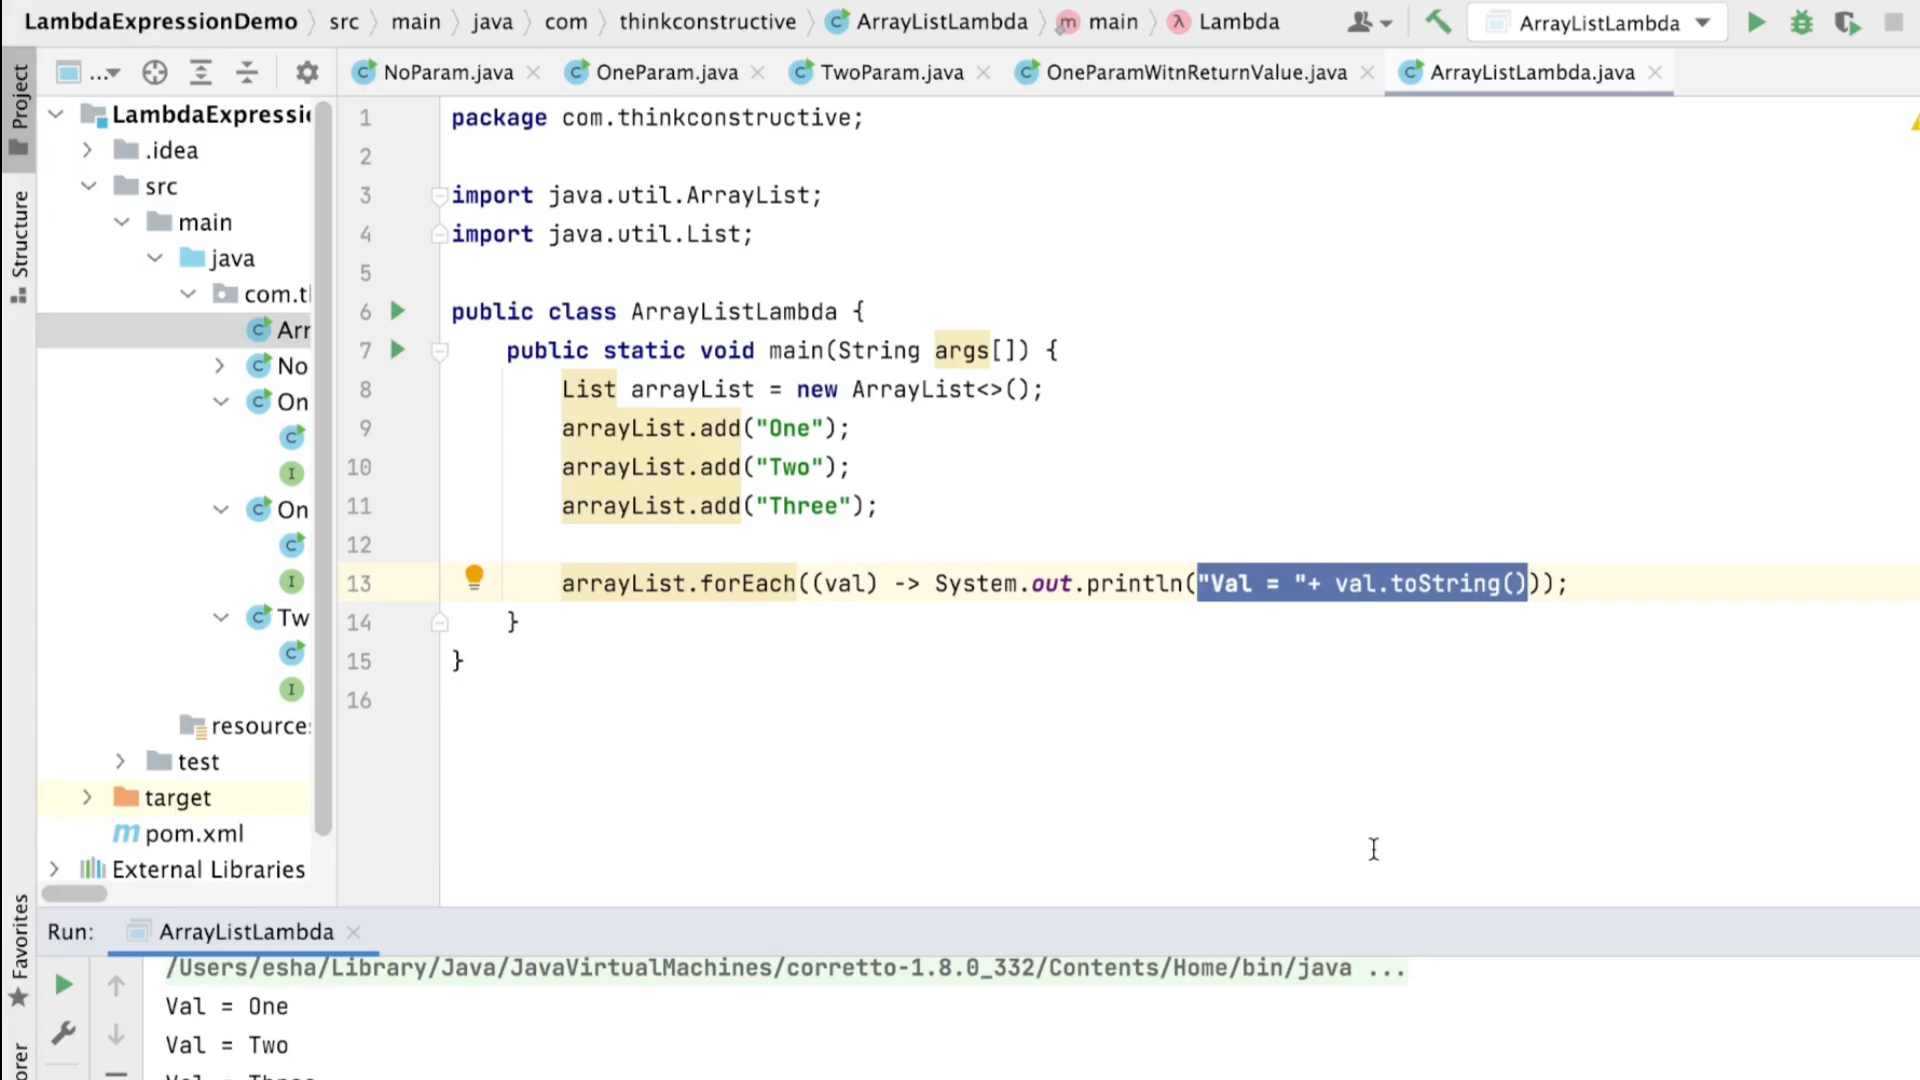 LambdaExpressionDemo src main java com thinkconstructive ArrayListLambda m main λ Lambda ArrayListLambda
... NoParam.java OneParam.java TwoParam.java OneParamWitnReturnValue.java ArrayListLambda.java
Project
Structure
Favorites
LambdaExpressi
.idea
src
main
java
com.t
Arr
No
On
C
I
On
C
I
Tw
C
I
resource
test
target
pom.xml
External Libraries
1 package com.thinkconstructive;
2
3 import java.util.ArrayList;
4 import java.util.List;
5
6 public class ArrayListLambda {
7 public static void main(String args[]) {
8 List arrayList = new ArrayList<>();
9 arrayList.add("One");
10 arrayList.add("Two");
11 arrayList.add("Three");
12
13 arrayList.forEach((val) -> System.out.println("Val = "+ val.toString()));
14 }
15 }
16
Run: ArrayListLambda
/Users/esha/Library/Java/JavaVirtualMachines/corretto-1.8.0_332/Contents/Home/bin/java ...
Val = One
Val = Two
Val = Three